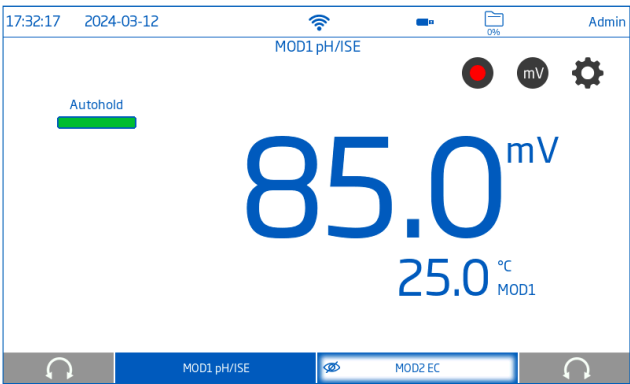 17:32:17 2024-03-12 0% Admin
MOD1 pH/ISE
mV
Autohold
85.0 mV
25.0 °C MOD1
MOD1 pH/ISE MOD2 EC